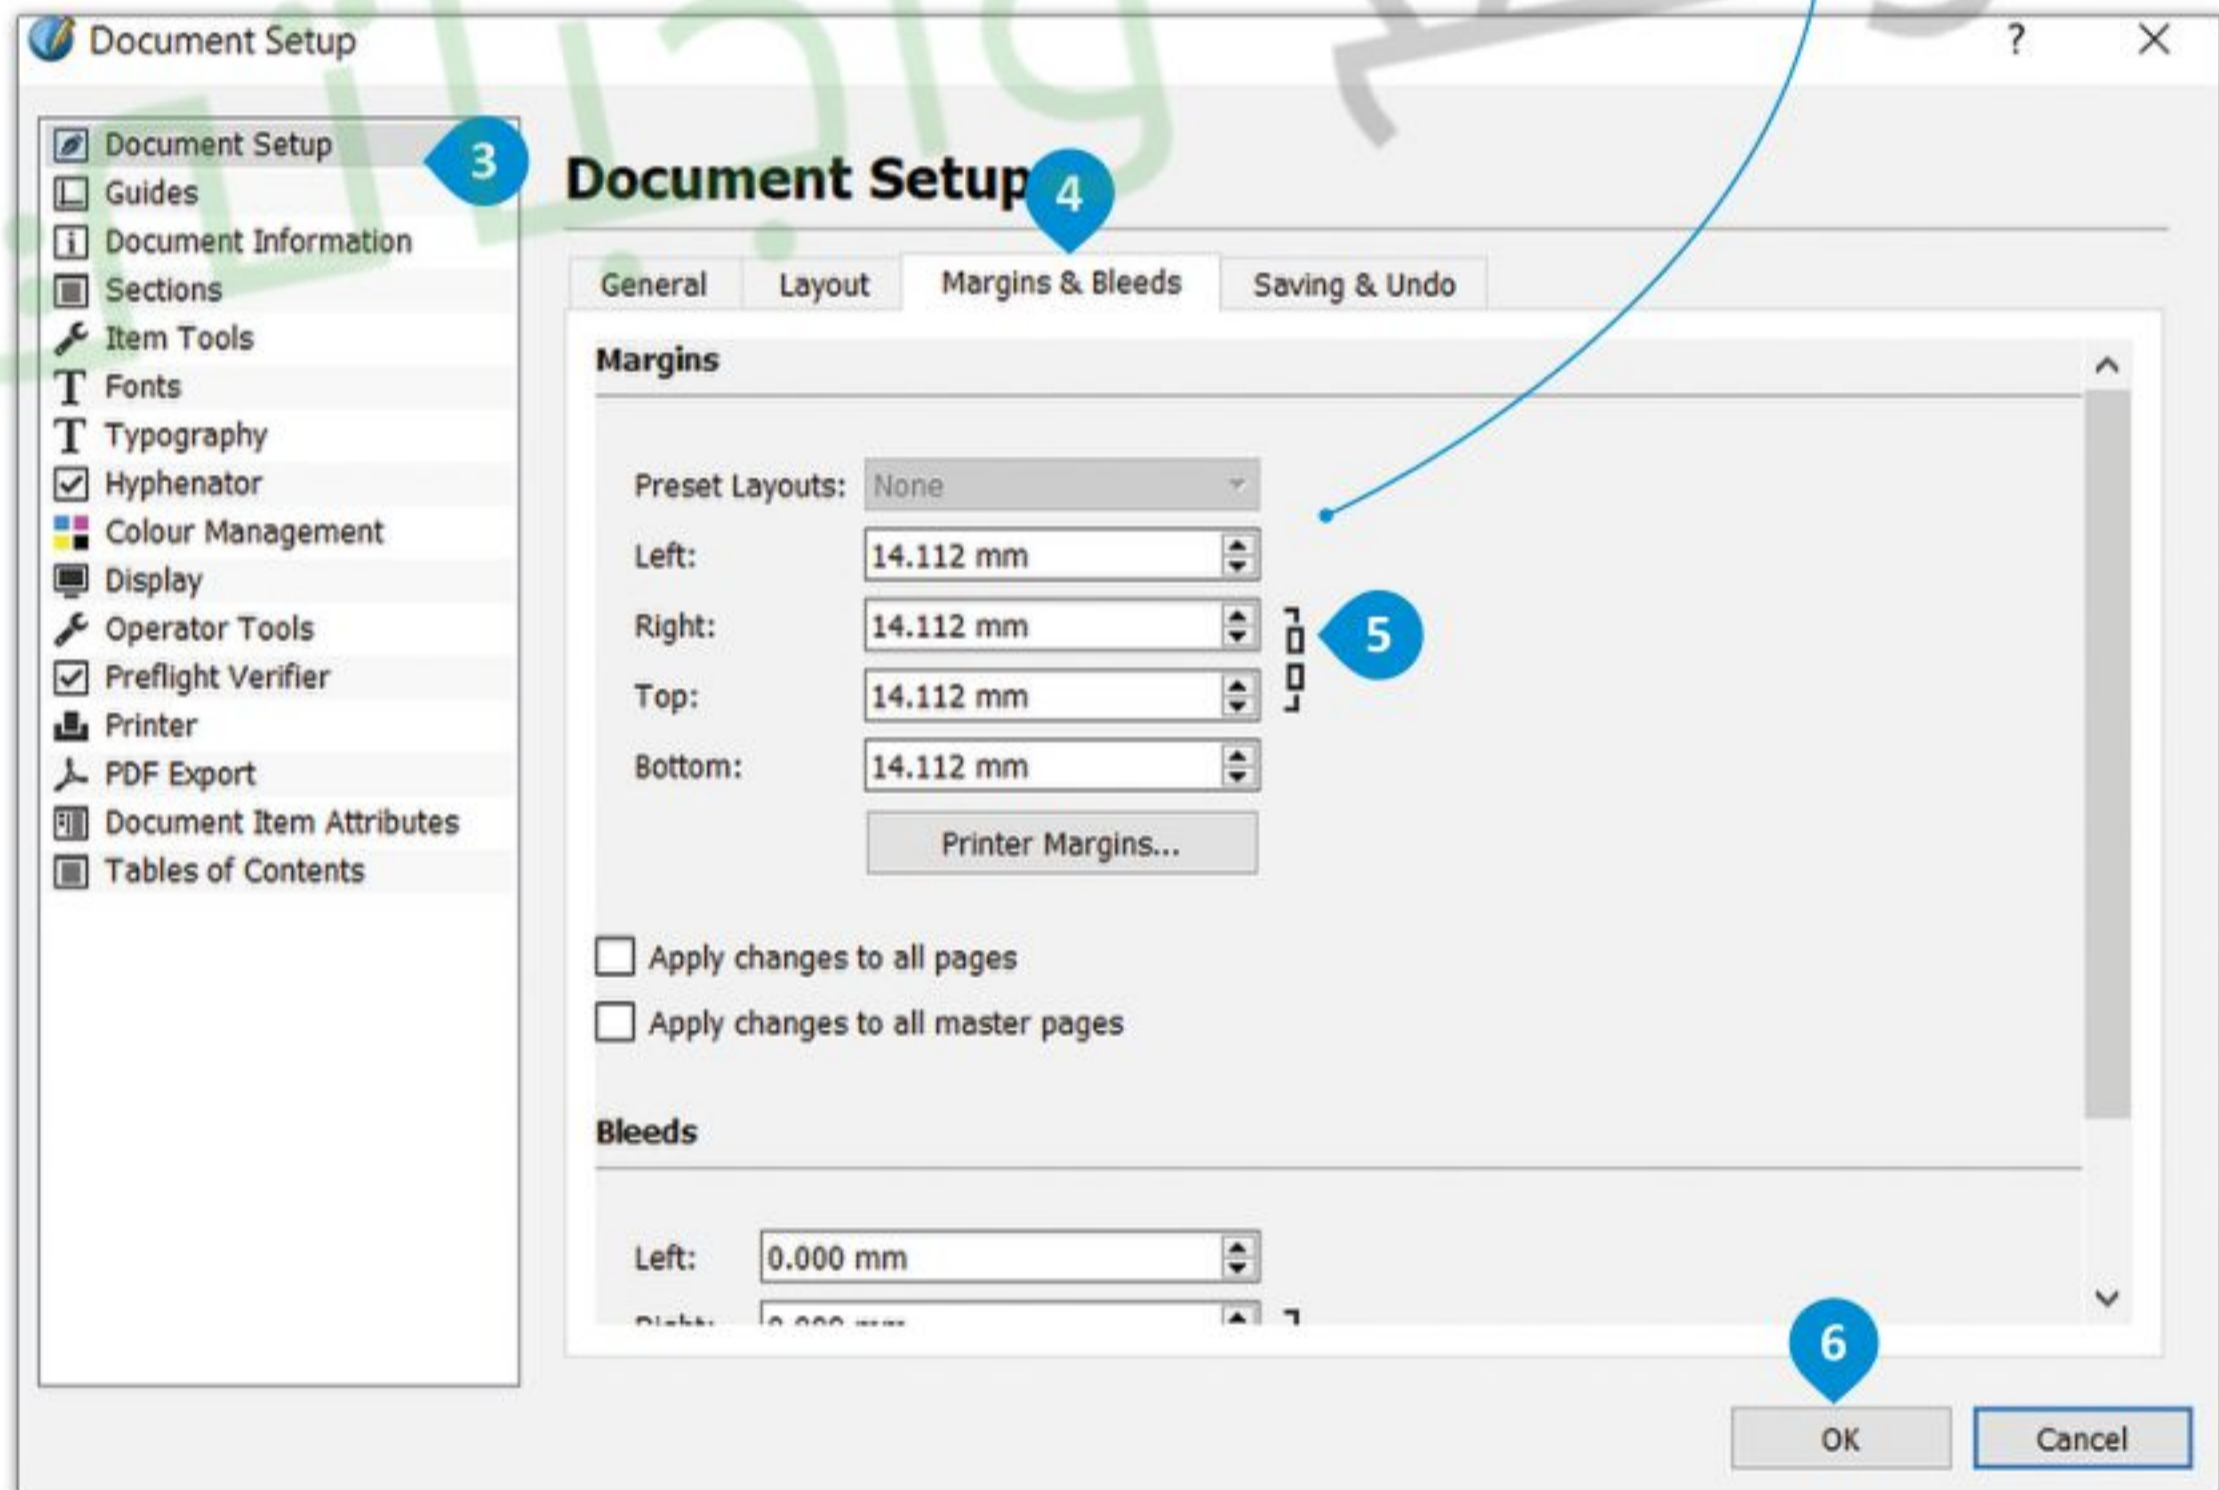 Document Setup
?
Document Setup
Guides
Document Information
Sections
Item Tools
Fonts
Typography
Hyphenator
Colour Management
Display
Operator Tools
Preflight Verifier
Printer
PDF Export
Document Item Attributes
Tables of Contents
3
Document Setup
4
General Layout Margins & Bleeds Saving & Undo
Margins
Preset Layouts: None
Left: 14.112 mm
Right: 14.112 mm
5
Top: 14.112 mm
Bottom: 14.112 mm
Printer Margins...
Apply changes to all pages
Apply changes to all master pages
Bleeds
Left: 0.000 mm
Right: 0.000 mm
6
OK Cancel